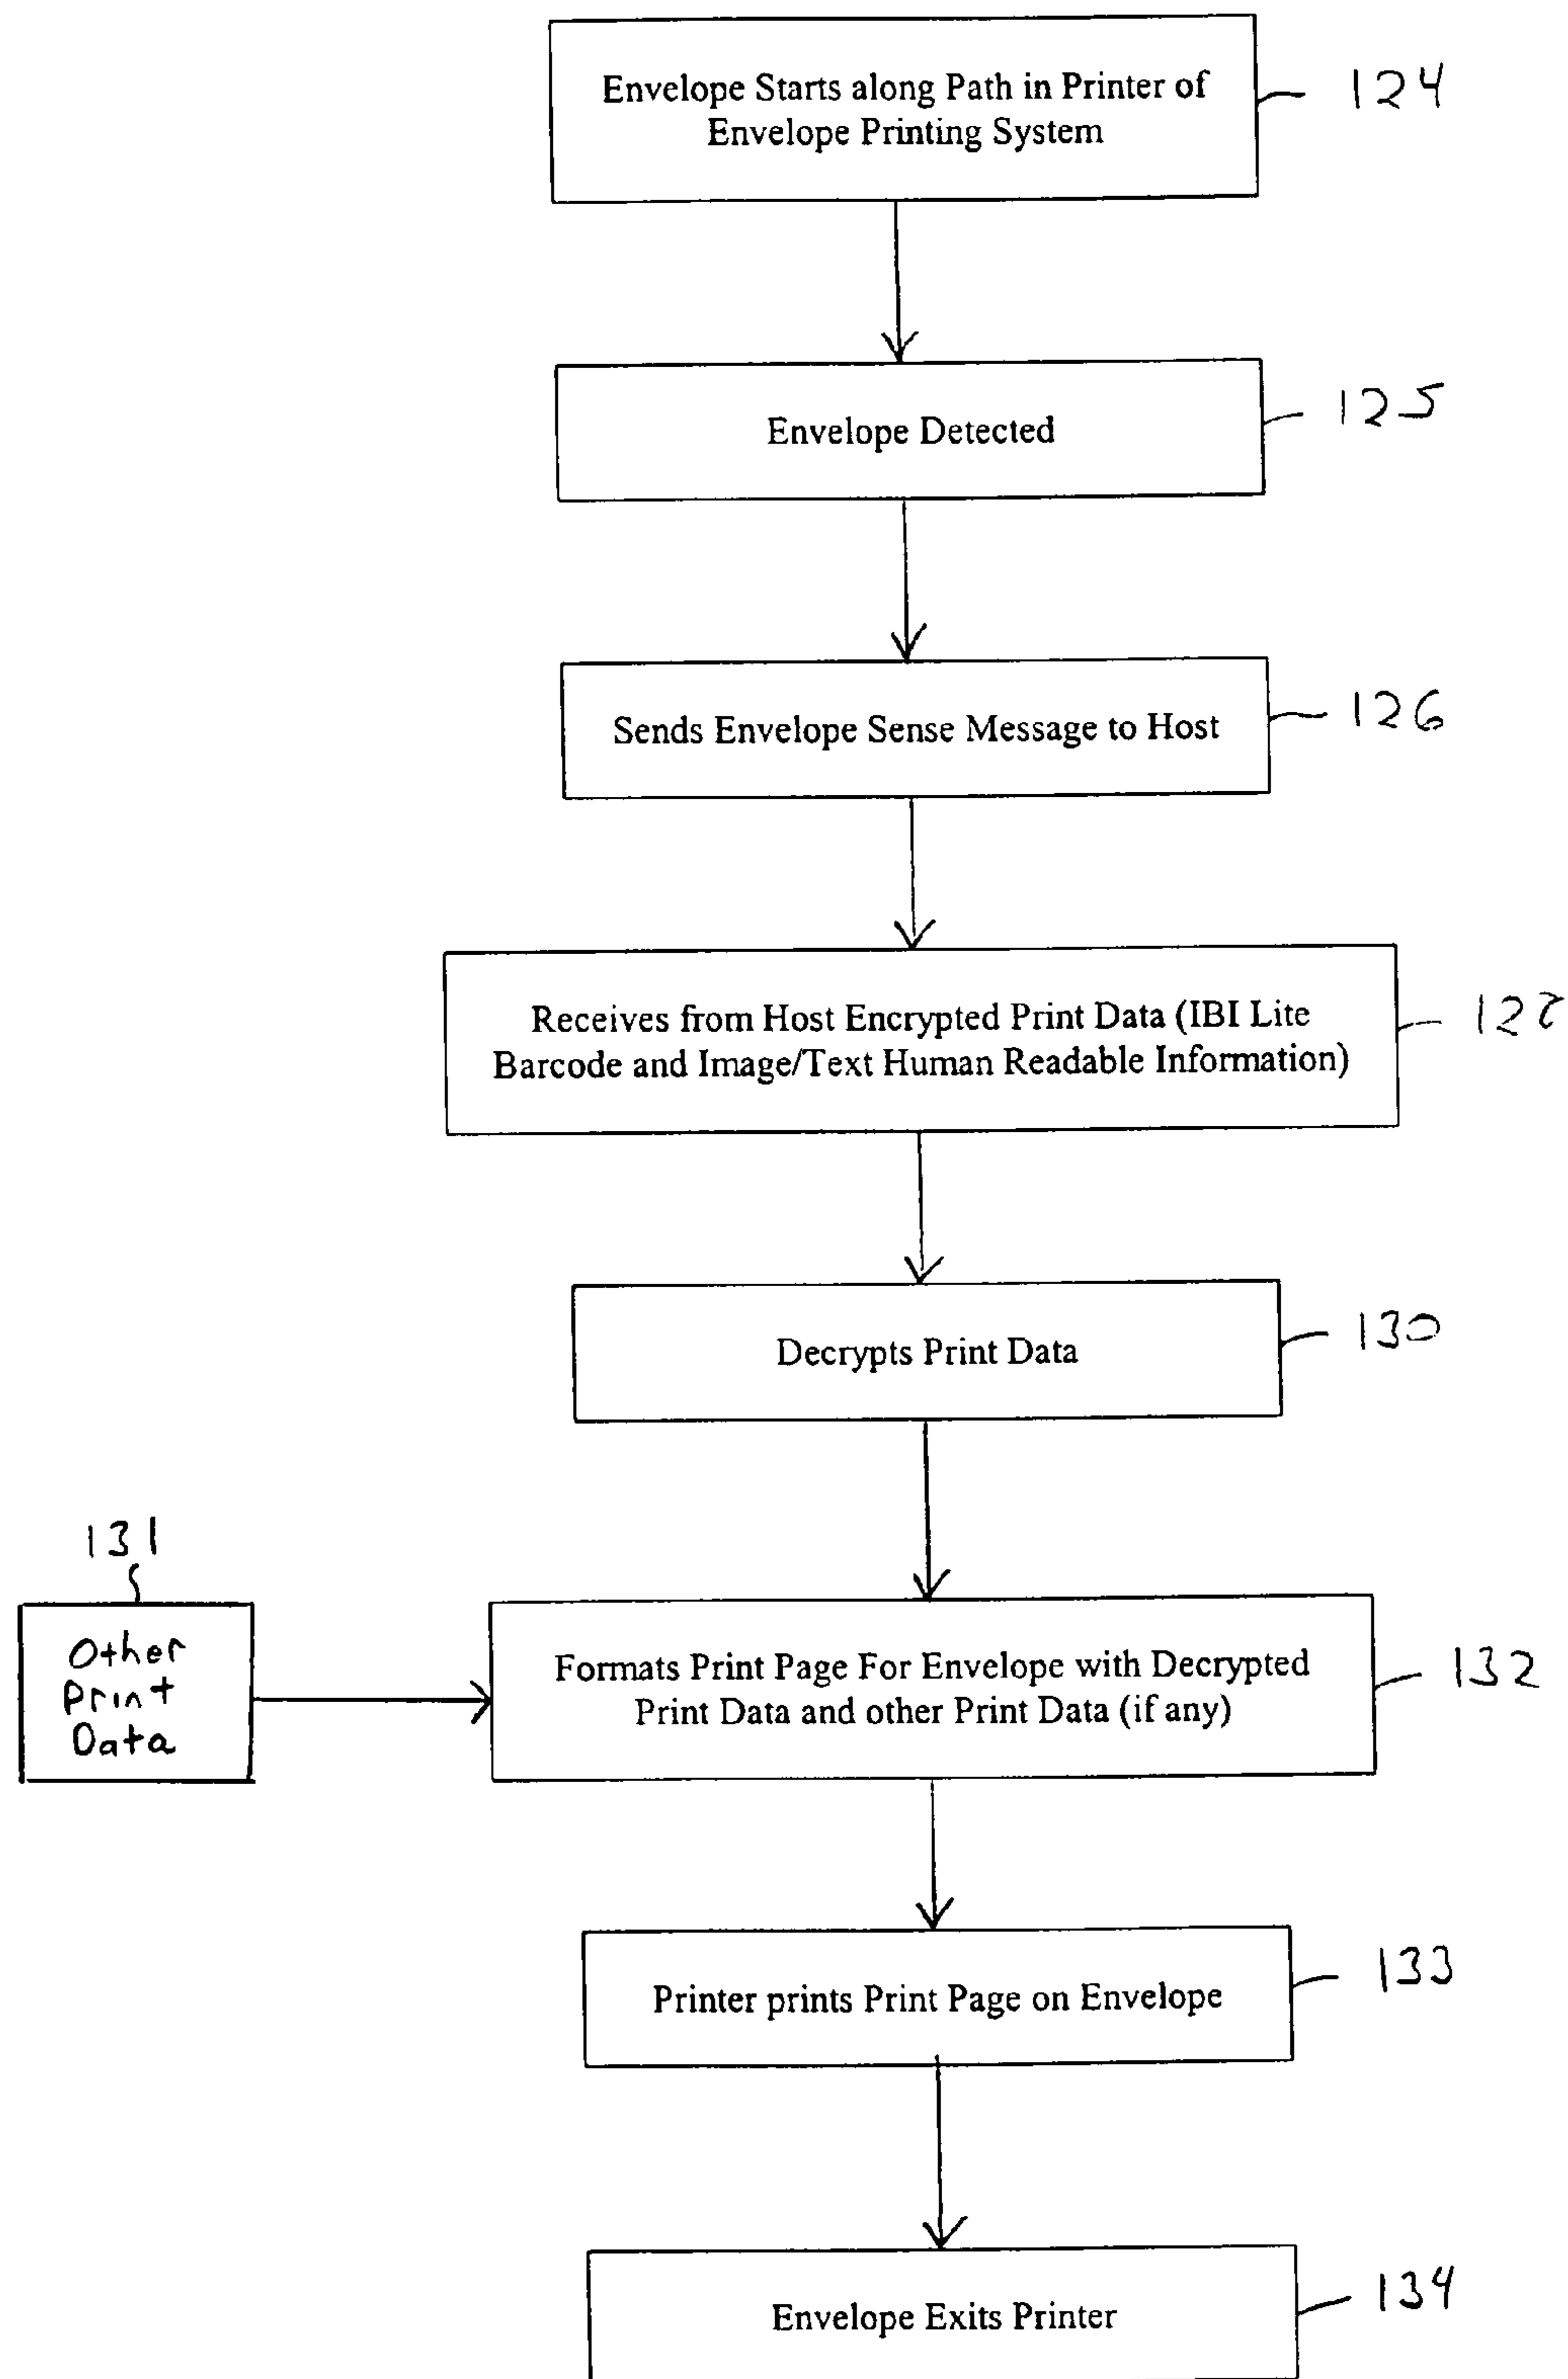 Envelope Starts along Path in Printer of
Envelope Printing System
124
Envelope Detected
125
Sends Envelope Sense Message to Host
126
Receives from Host Encrypted Print Data (IBI Lite
Barcode and Image/Text Human Readable Information)
Decrypts Print Data
130
131
Other
Print
Data
Formats Print Page For Envelope with Decrypted
Print Data and other Print Data (if any)
132
Printer prints Print Page on Envelope
133
Envelope Exits Printer
134